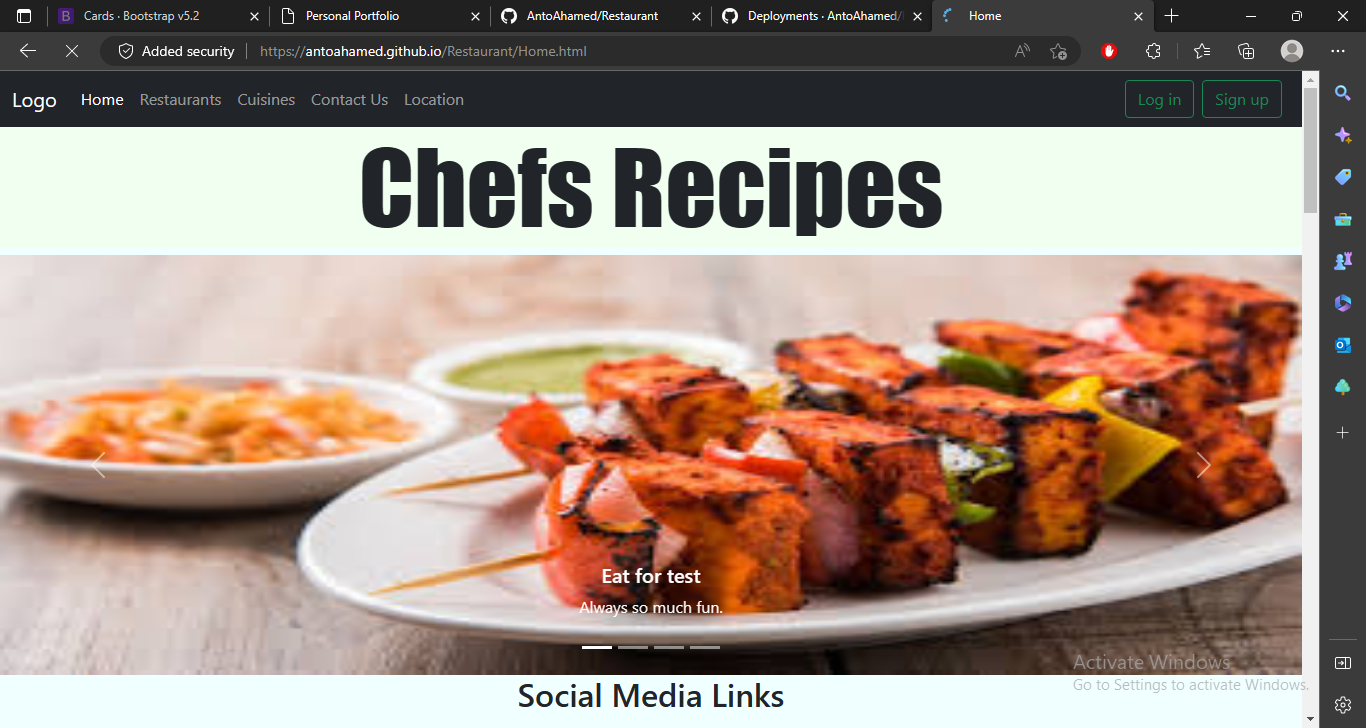 Cards · Bootstrap v5.2
Personal Portfolio
AntoAhamed/Restaurant
Deployments · AntoAhamed/
Home
Added security
https://antoahamed.github.io/Restaurant/Home.html
Logo Home Restaurants Cuisines Contact Us Location Log in Sign up
Chefs Recipes
Eat for test
Always so much fun.
Activate Windows
Go to Settings to activate Windows.
Social Media Links